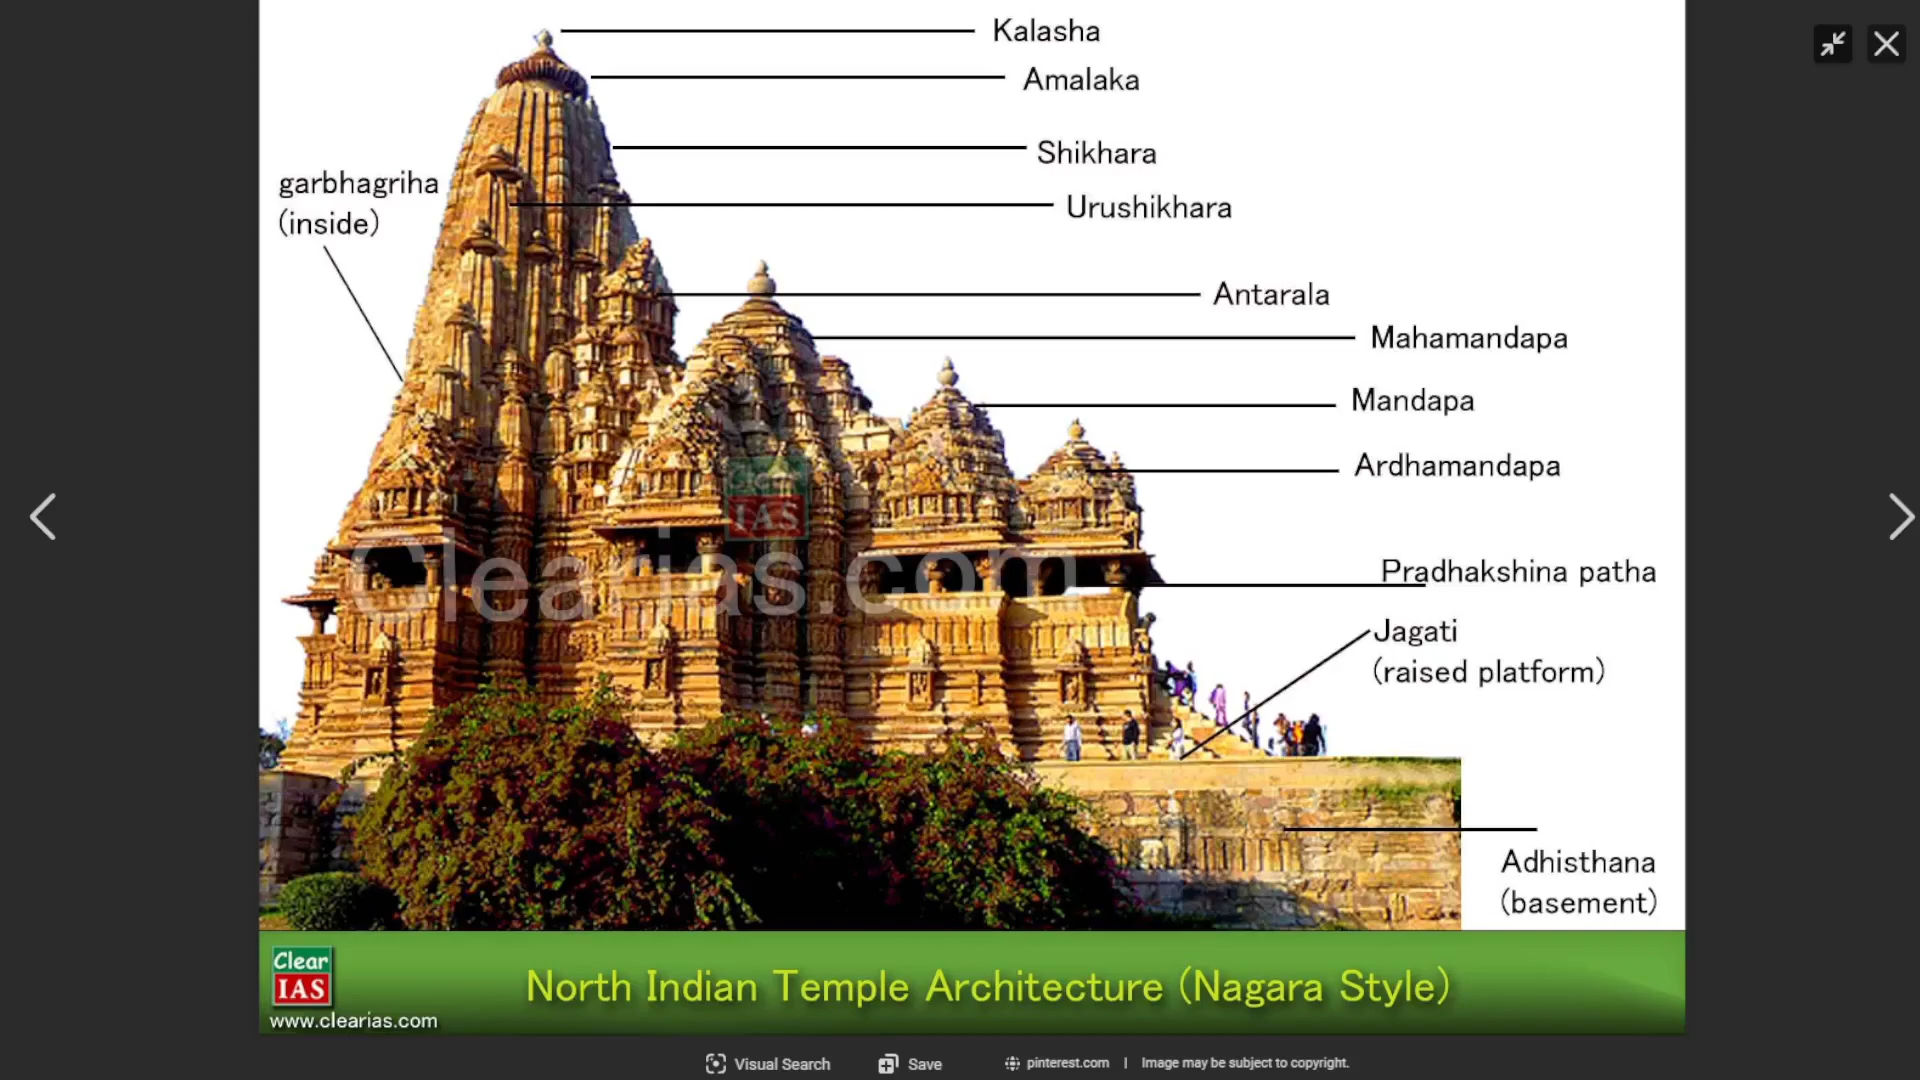 Kalasha
Amalaka
Shikhara
garbhagriha
(inside)
Urushikhara
Antarala
Mahamandapa
Mandapa
Ardhamandapa
Clear
IAS
Clearias.com
Pradhakshina patha
Jagati
(raised platform)
Adhisthana
(basement)
Clear
IAS
www.clearias.com
North Indian Temple Architecture (Nagara Style)
Visual Search
Save
pinterest.com | Image may be subject to copyright.